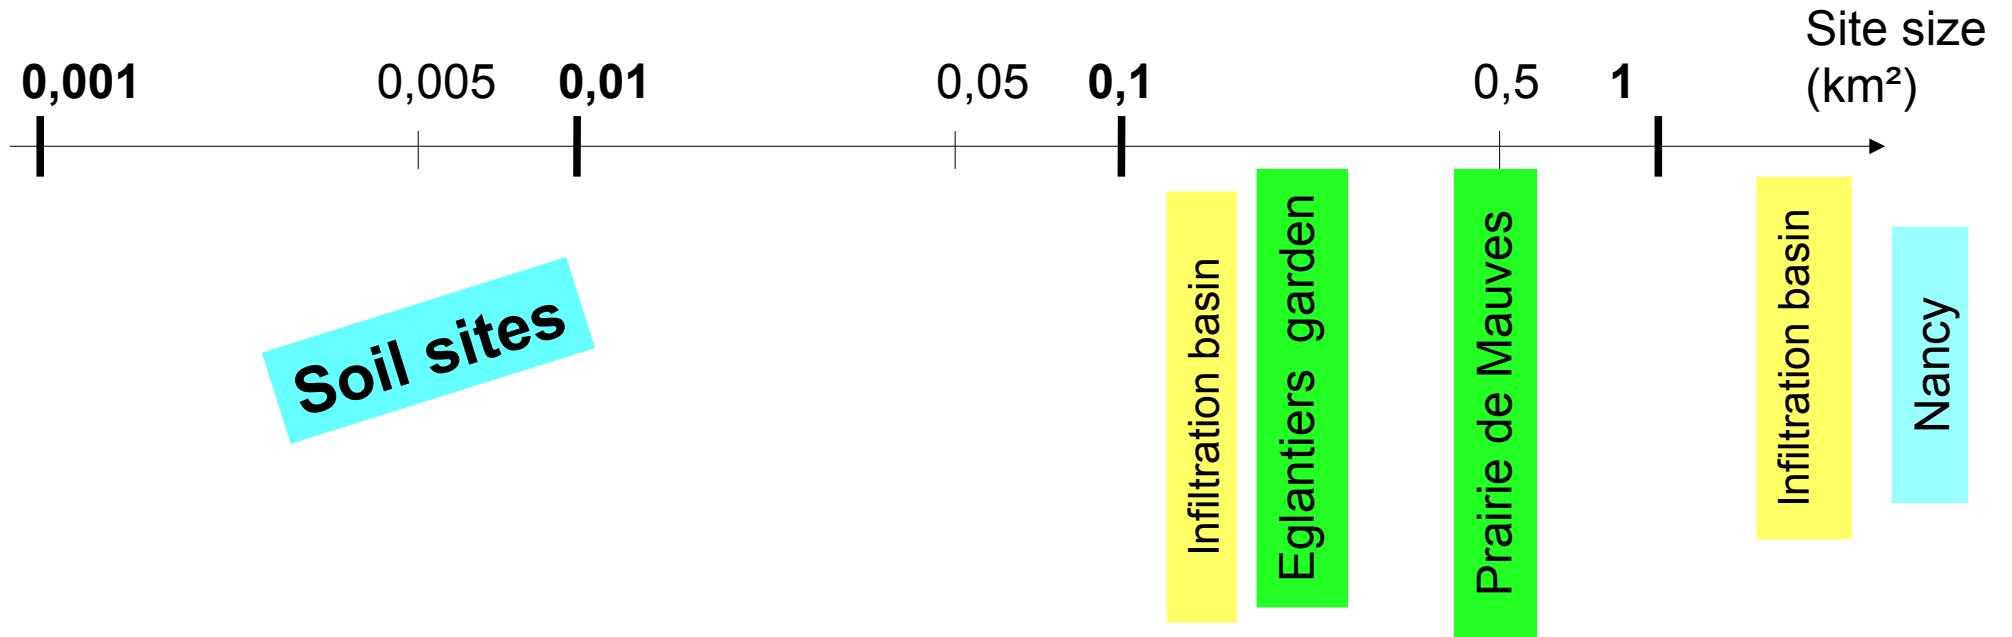 Site size
(km²)
0,001
0,005
0,01
0,05
0,1
0,5
1
Soil sites
Infiltration basin
Eglantiers garden
Prairie de Mauves
Infiltration basin
Nancy